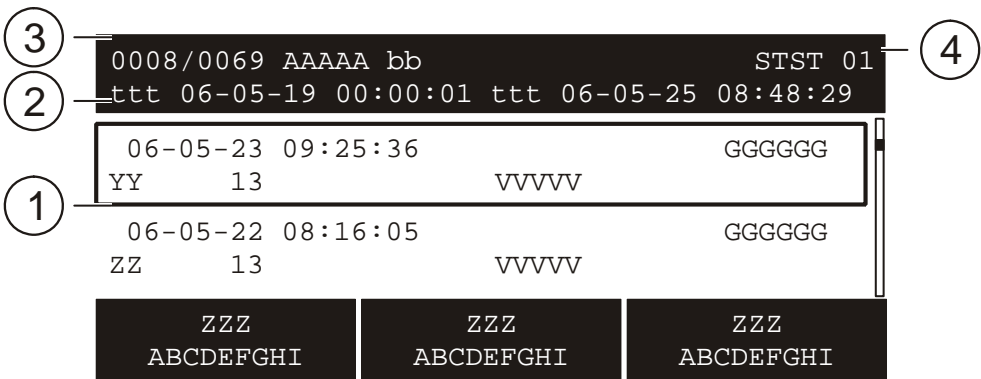 3
0008/0069 AAAAA bb STST 01
4
2
ttt 06-05-19 00:00:01 ttt 06-05-25 08:48:29
06-05-23 09:25:36 GGGGGG
YY 13 VVVVV
1
06-05-22 08:16:05 GGGGGG
ZZ 13 VVVVV
ZZZ ZZZ ZZZ
ABCDEFGHI ABCDEFGHI ABCDEFGHI